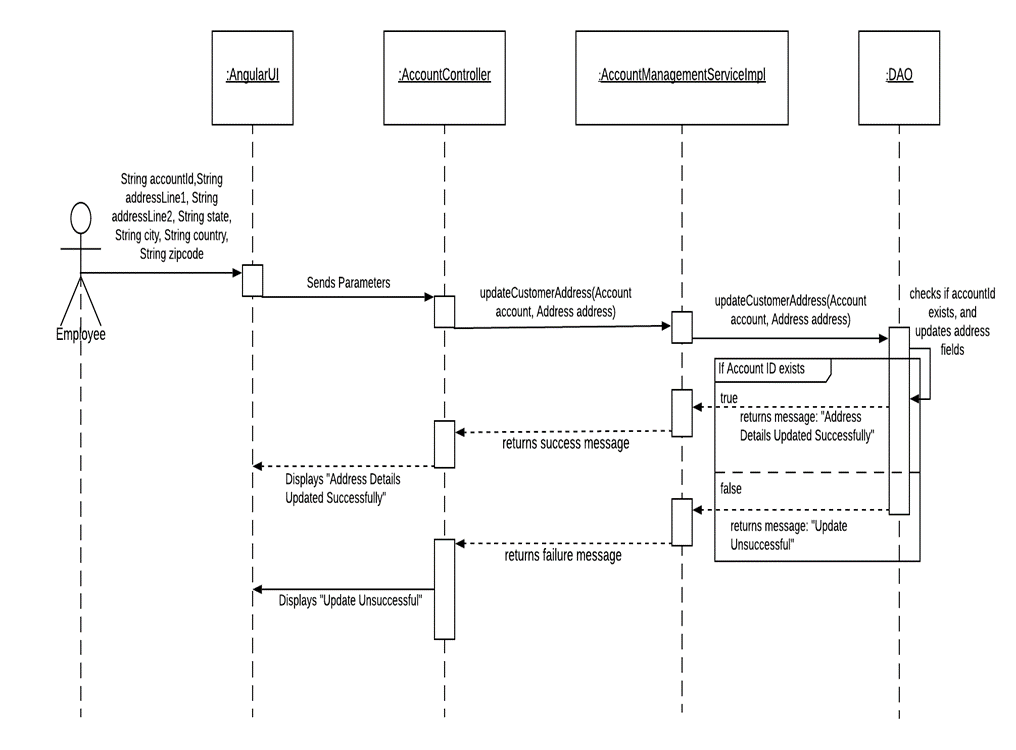 :AngularUI
:AccountController
:AccountManagementServiceImpl
:DAO
String accountId,String
addressLine1, String
addressLine2, String state,
String city, String country,
String zipcode
Employee
Sends Parameters
updateCustomerAddress(Account
account, Address address)
updateCustomerAddress(Account
account, Address address)
checks if accountId
exists, and
updates address
fields
If Account ID exists
true
returns message: "Address
Details Updated Successfully"
returns success message
Displays "Address Details
Updated Successfully"
false
returns message: "Update
Unsuccessful"
returns failure message
Displays "Update Unsuccessful"